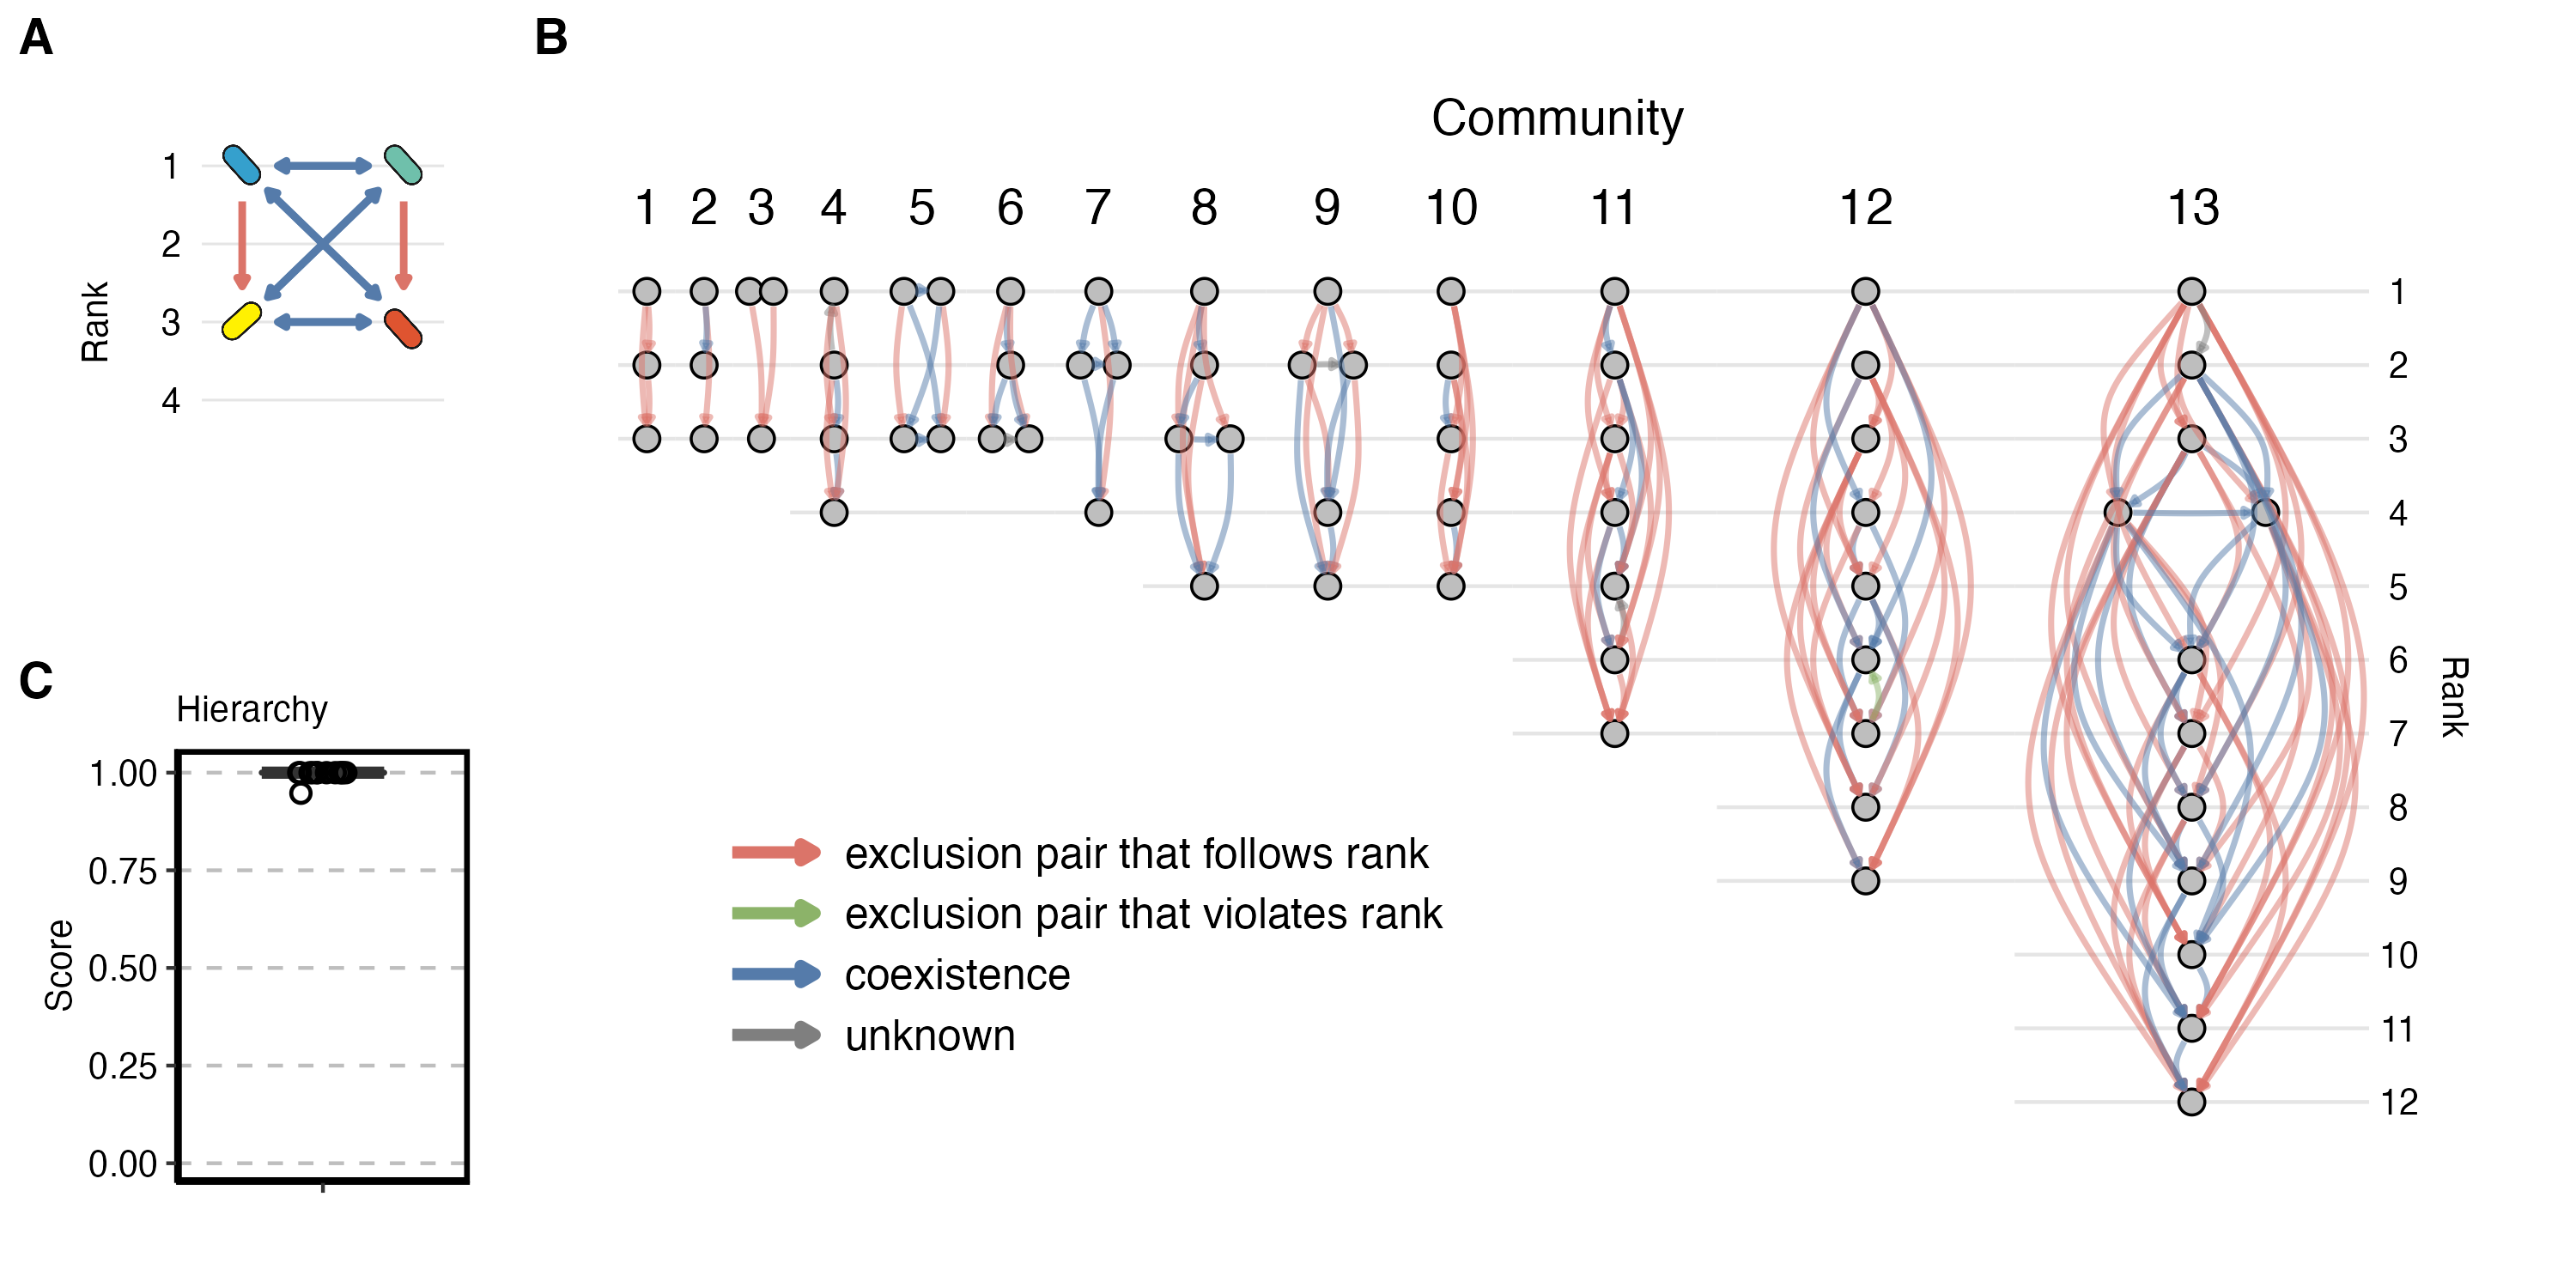 A
Rank
1
2
3
4
B
Community
1 2 3 4 5 6 7 8 9 10 11 12 13
1
2
3
4
5
6
7
8
9
10
11
12
Rank
C
Hierarchy
Score
1.00
0.75
0.50
0.25
0.00
exclusion pair that follows rank
exclusion pair that violates rank
coexistence
unknown